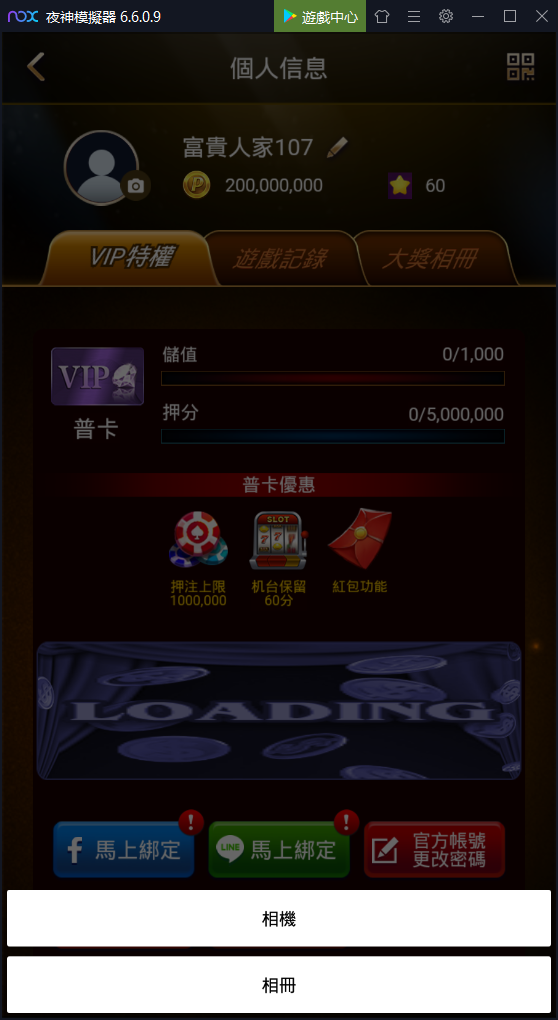 nox 夜神模擬器 6.6.0.9
遊戲中心
個人信息
富貴人家107
P 200,000,000 60
VIP特權 遊戲記錄 大獎相冊
VIP
普卡
儲值 0/1,000
押分 0/5,000,000
普卡優惠
SLOT
777
押注上限
1000,000
机台保留
60分
紅包功能
LOADING
f 馬上綁定 !
LINE 馬上綁定 !
官方帳號
更改密碼
相機
相冊